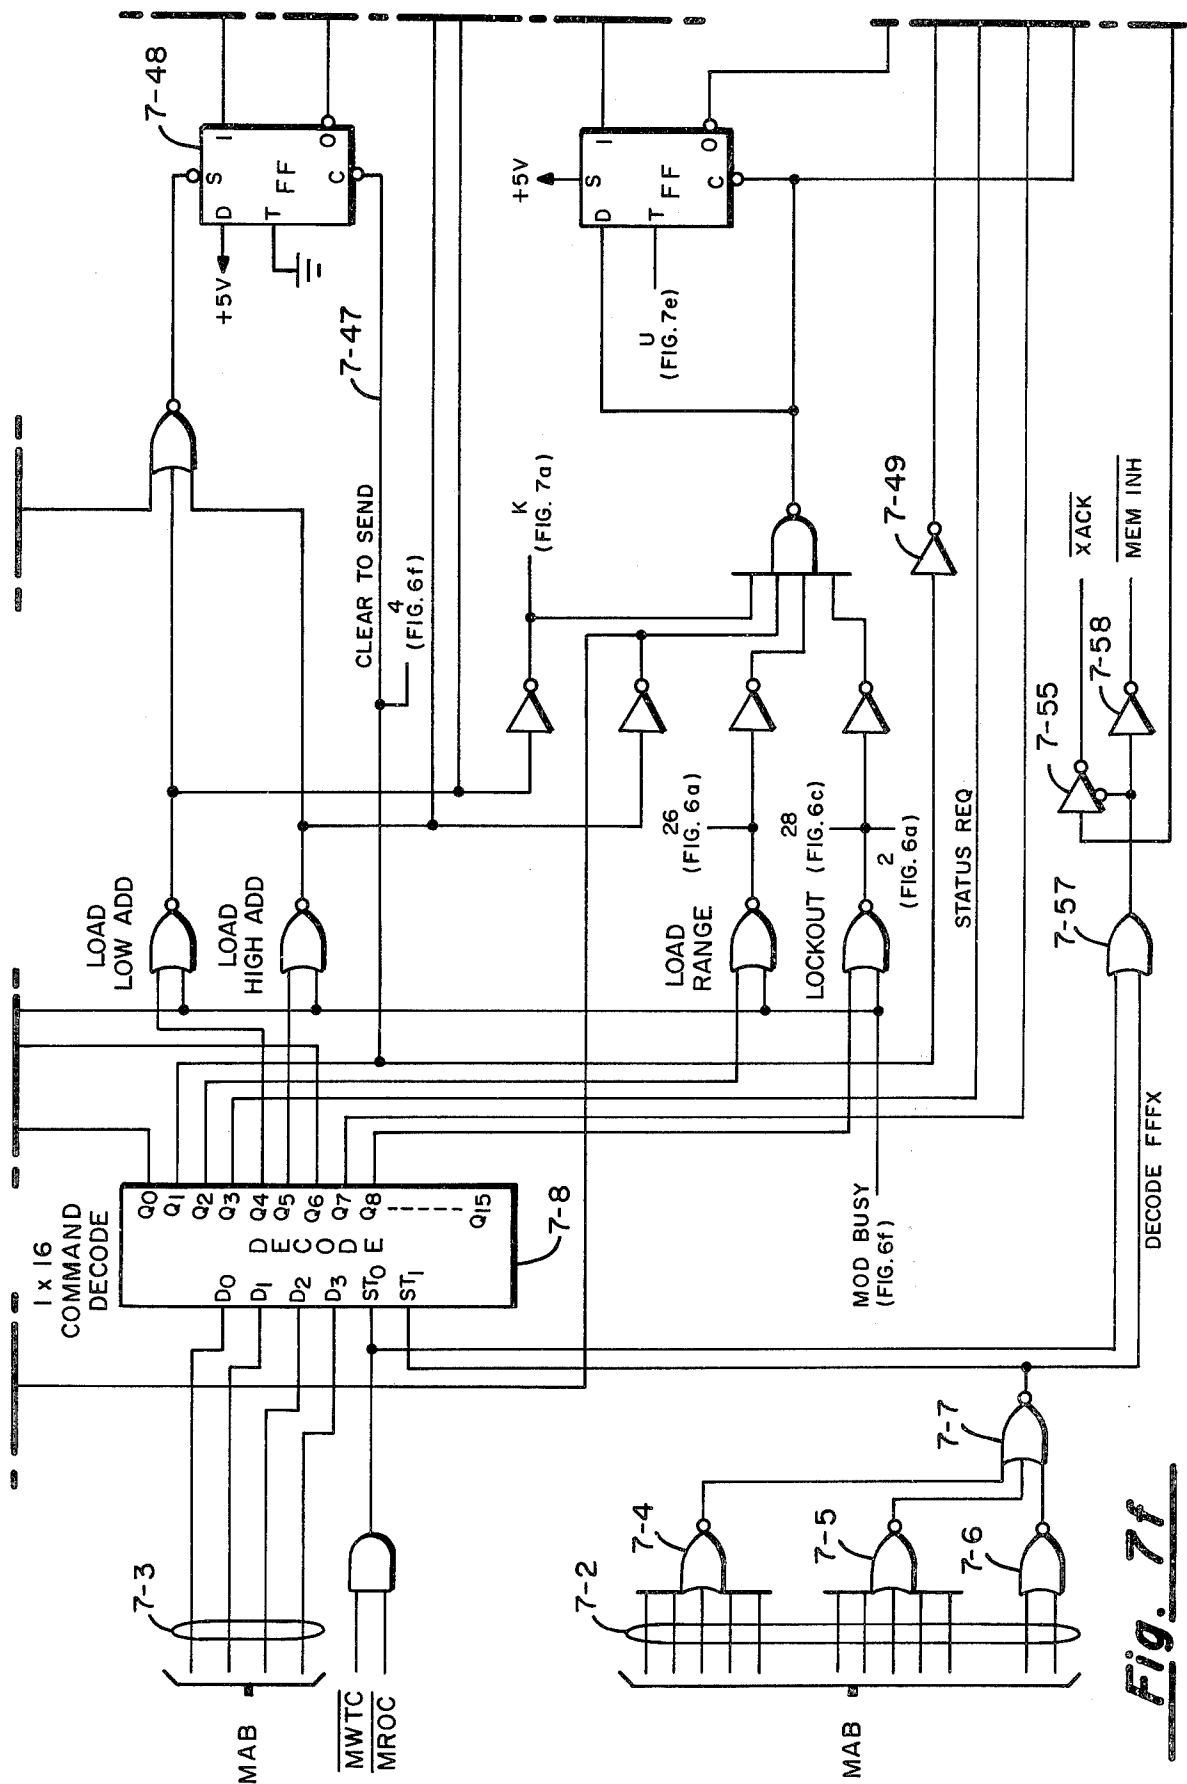 7-48
+5V
D
S
I
T
FF
C
O
7-47
CLEAR TO SEND
4
(FIG. 6f)
+5V
D
S
I
T
FF
C
O
U
(FIG. 7e)
K
(FIG. 7a)
7-49
XACK
MEM INH
7-55
7-58
7-57
LOAD
LOW ADD
LOAD
HIGH ADD
26
(FIG. 6a)
LOAD
RANGE
28
LOCKOUT (FIG. 6c)
2
(FIG. 6a)
STATUS REQ
DECODE FFFX
MOD BUSY
(FIG. 6f)
1 x 16
COMMAND
DECODE
D0
D1
D2
D3
ST0
ST1
DECODE
Q0
Q1
Q2
Q3
Q4
Q5
Q6
Q7
Q8
Q15
7-8
7-3
MAB
MWTC
MROC
7-2
7-4
7-5
7-6
7-7
MAB
Fig. 7f